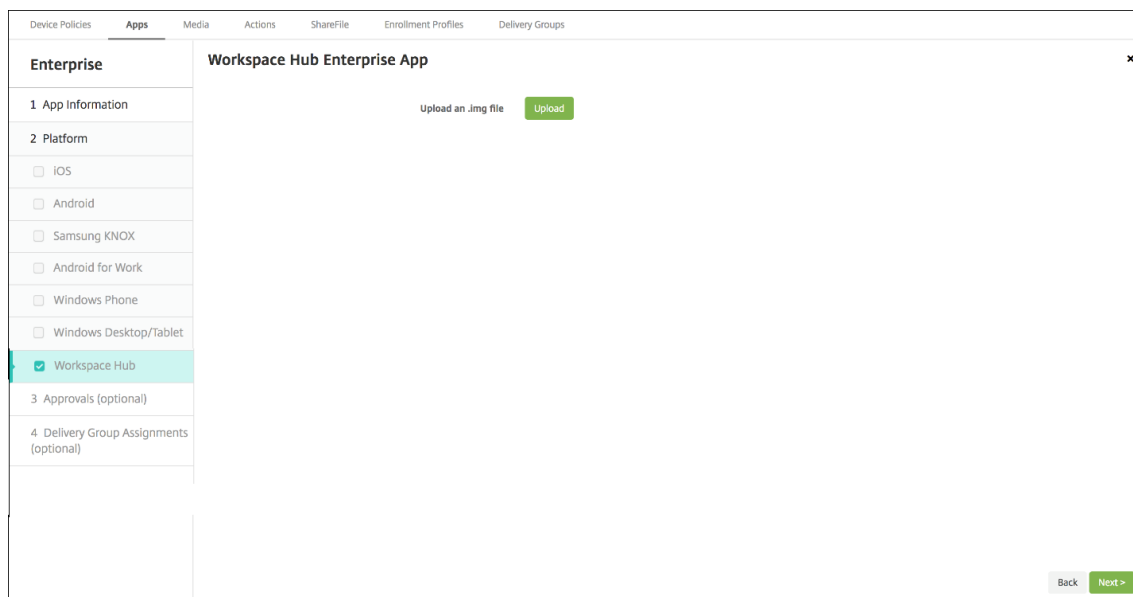 Device Policies Apps Media Actions ShareFile Enrollment Profiles Delivery Groups
Enterprise
1 App Information
2 Platform
iOS
Android
Samsung KNOX
Android for Work
Windows Phone
Windows Desktop/Tablet
Workspace Hub
3 Approvals (optional)
4 Delivery Group Assignments
(optional)
Workspace Hub Enterprise App
Upload an .img file Upload
Back Next >